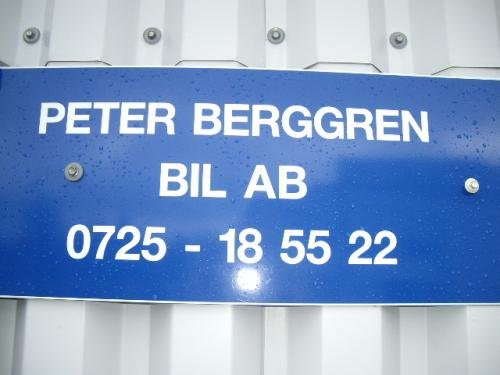 PETER BERGGREN
BIL AB
0725 - 18 55 22